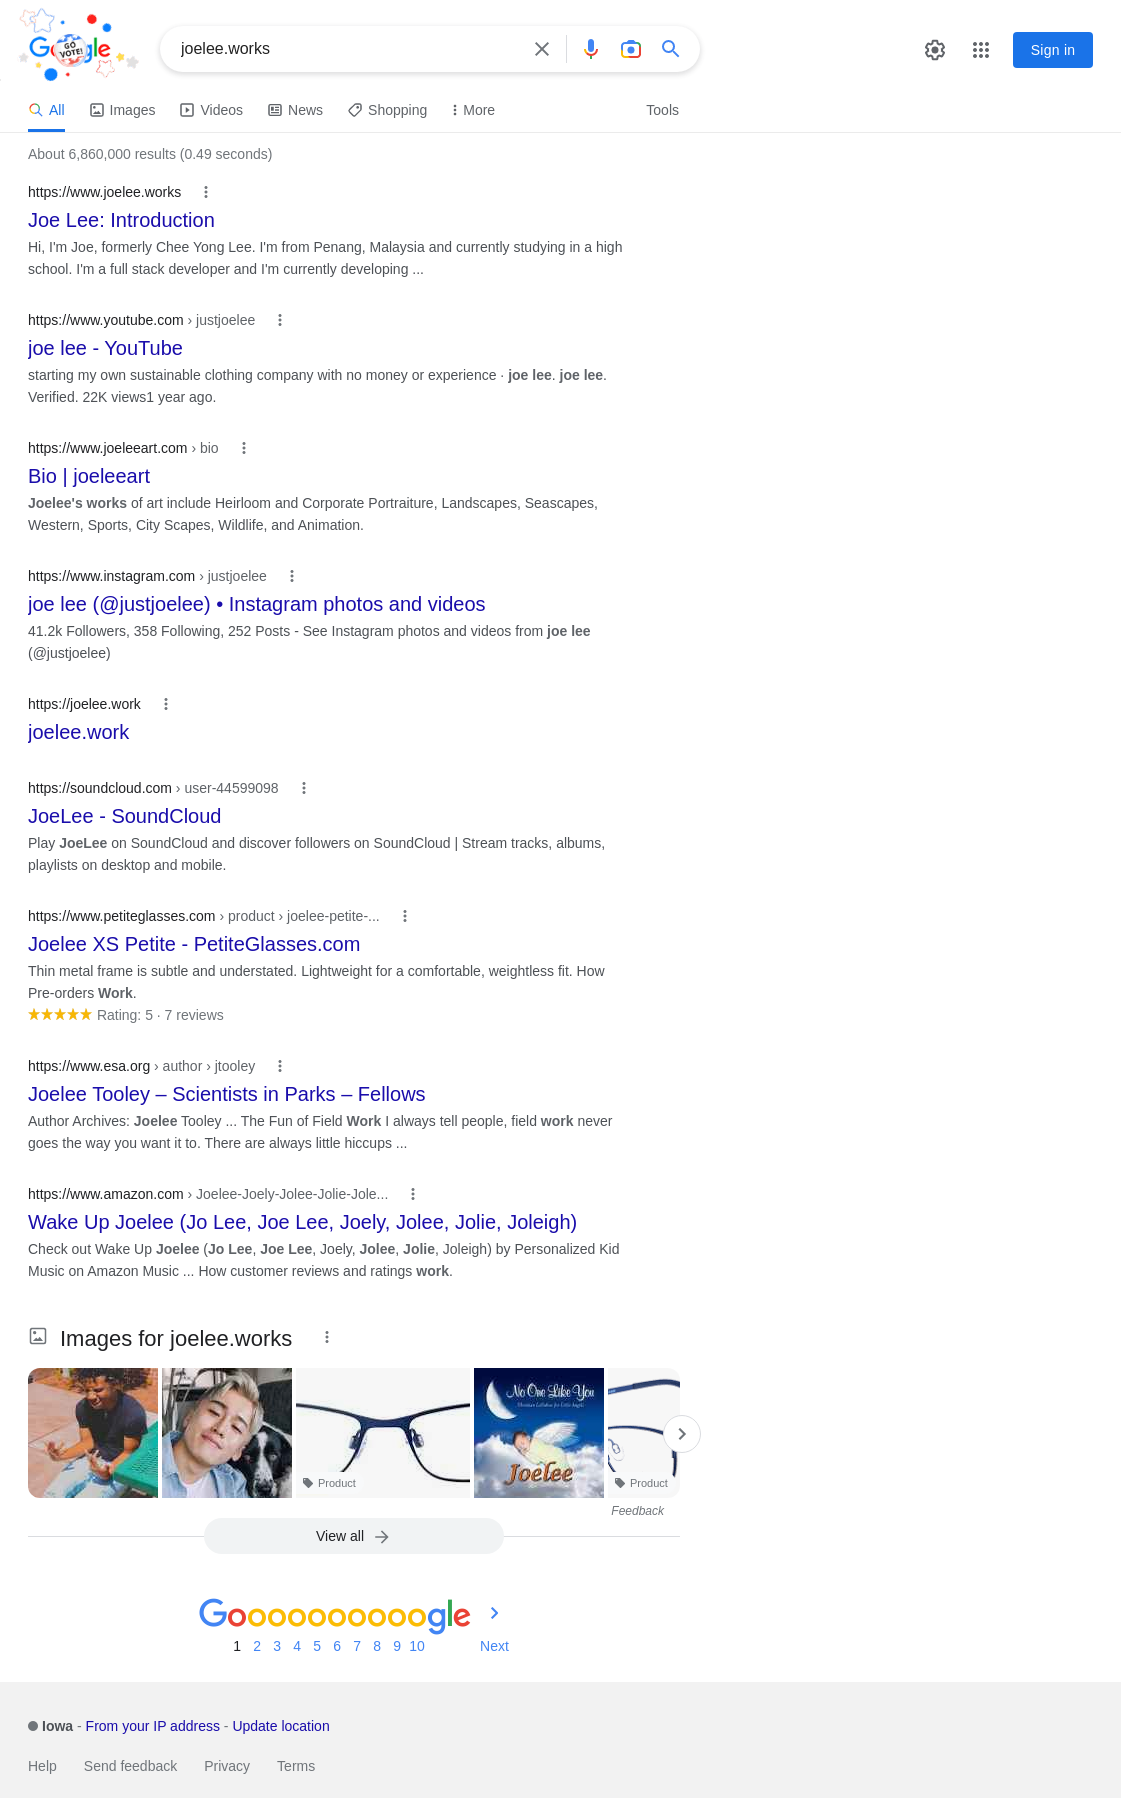 GO VOTE!
joelee.works
Sign in
All
Images
Videos
News
Shopping
More
Tools
About 6,860,000 results (0.49 seconds)
https://www.joelee.works
Joe Lee: Introduction
Hi, I'm Joe, formerly Chee Yong Lee. I'm from Penang, Malaysia and currently studying in a high
school. I'm a full stack developer and I'm currently developing ...
https://www.youtube.com › justjoelee
joe lee - YouTube
starting my own sustainable clothing company with no money or experience · joe lee. joe lee.
Verified. 22K views1 year ago.
https://www.joeleeart.com › bio
Bio | joeleeart
Joelee's works of art include Heirloom and Corporate Portraiture, Landscapes, Seascapes,
Western, Sports, City Scapes, Wildlife, and Animation.
https://www.instagram.com › justjoelee
joe lee (@justjoelee) • Instagram photos and videos
41.2k Followers, 358 Following, 252 Posts - See Instagram photos and videos from joe lee
(@justjoelee)
https://joelee.work
joelee.work
https://soundcloud.com › user-44599098
JoeLee - SoundCloud
Play JoeLee on SoundCloud and discover followers on SoundCloud | Stream tracks, albums,
playlists on desktop and mobile.
https://www.petiteglasses.com › product › joelee-petite-...
Joelee XS Petite - PetiteGlasses.com
Thin metal frame is subtle and understated. Lightweight for a comfortable, weightless fit. How
Pre-orders Work.
Rating: 5 · 7 reviews
https://www.esa.org › author › jtooley
Joelee Tooley – Scientists in Parks – Fellows
Author Archives: Joelee Tooley ... The Fun of Field Work I always tell people, field work never
goes the way you want it to. There are always little hiccups ...
https://www.amazon.com › Joelee-Joely-Jolee-Jolie-Jole...
Wake Up Joelee (Jo Lee, Joe Lee, Joely, Jolee, Jolie, Joleigh)
Check out Wake Up Joelee (Jo Lee, Joe Lee, Joely, Jolee, Jolie, Joleigh) by Personalized Kid
Music on Amazon Music ... How customer reviews and ratings work.
Images for joelee.works
No One Like You
Joelee
Product
Product
Feedback
View all
Goooooooooogle
1 2 3 4 5 6 7 8 9 10 Next
Iowa - From your IP address - Update location
Help Send feedback Privacy Terms